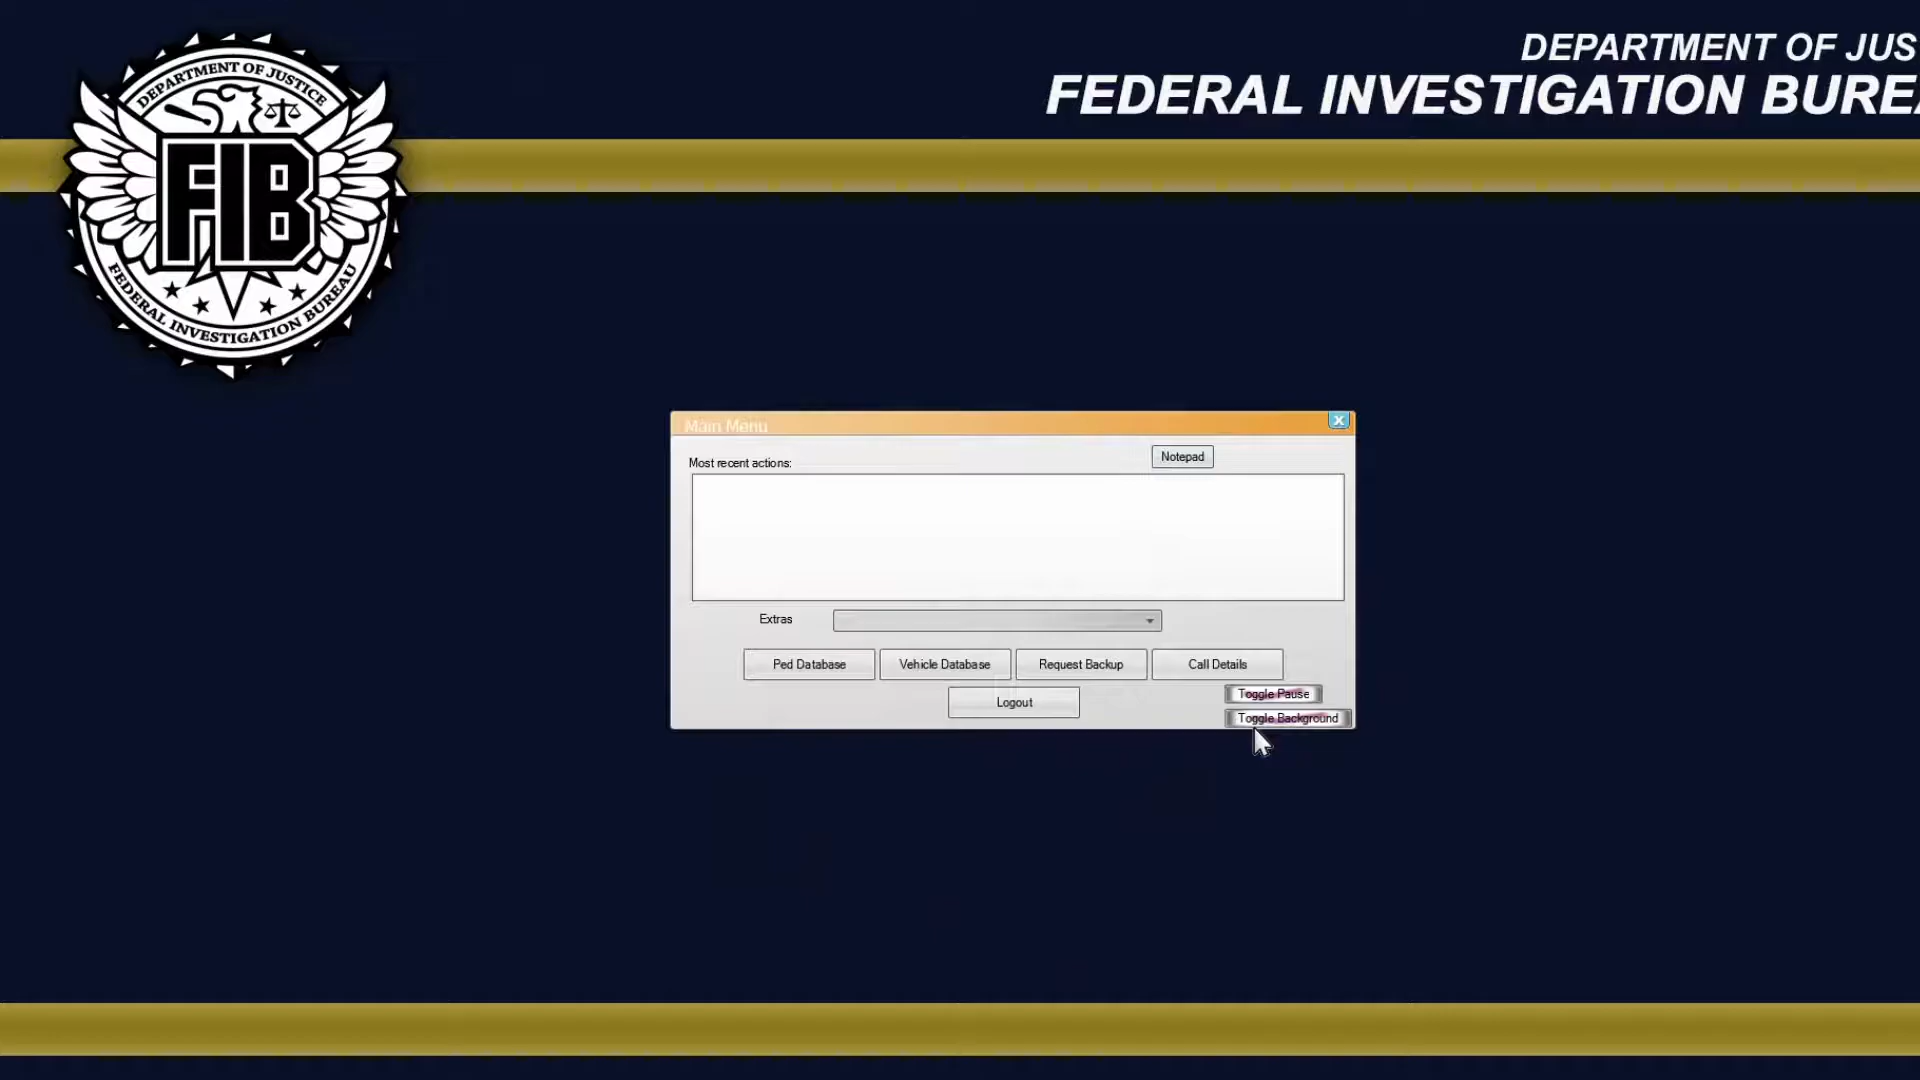 DEPARTMENT OF JUS
FEDERAL INVESTIGATION BUREA
DEPARTMENT OF JUSTICE
FIB
FEDERAL INVESTIGATION BUREAU
Main Menu
x
Most recent actions:
Notepad
Extras
Ped Database
Vehicle Database
Request Backup
Call Details
Logout
Toggle Pause
Toggle Background